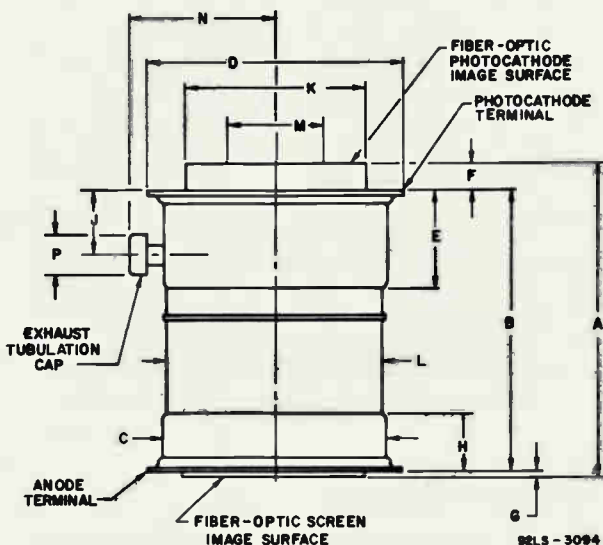 N
D
K
M
FIBER-OPTIC
PHOTOCATHODE
IMAGE SURFACE
PHOTOCATHODE
TERMINAL
F
J
P
E
B
A
EXHAUST
TUBULATION
CAP
L
C
H
ANODE
TERMINAL
G
FIBER-OPTIC SCREEN
IMAGE SURFACE
92LS-3094